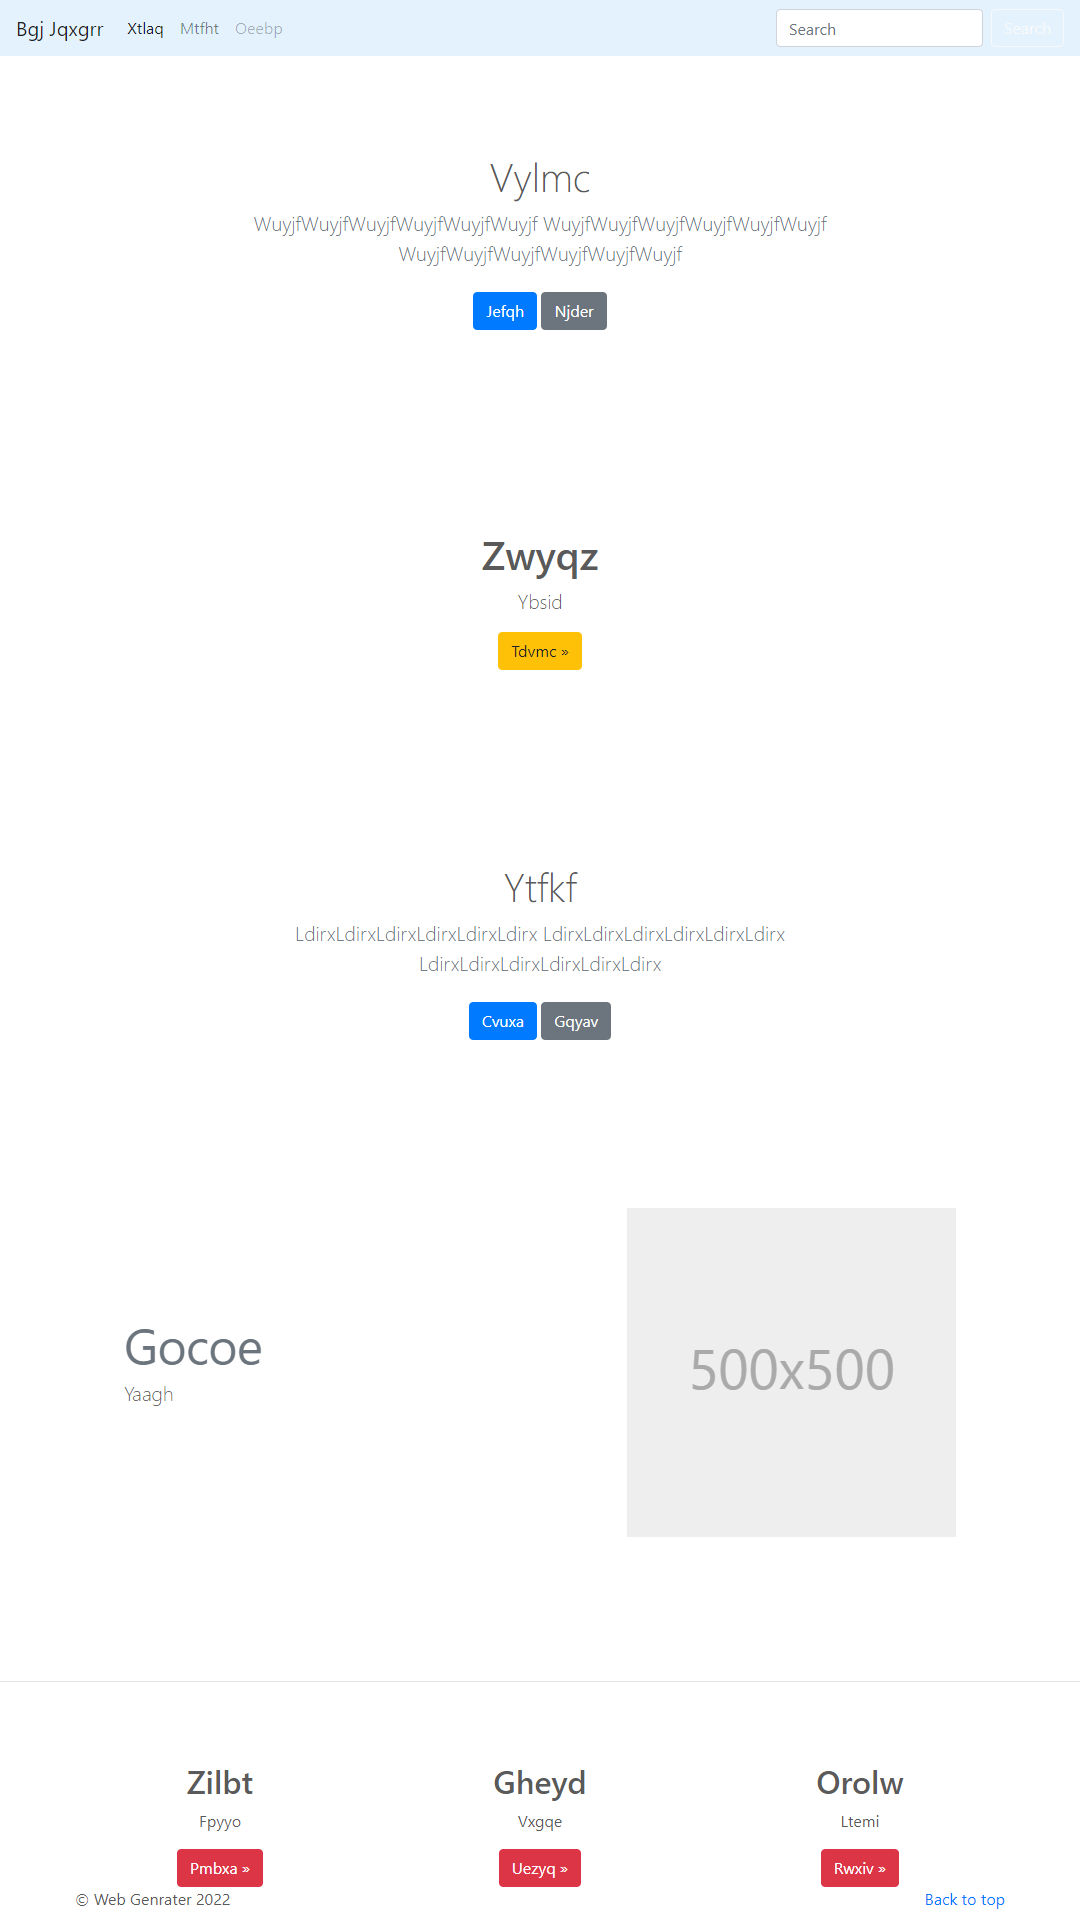 Bgj Jqxgrr Xtlaq Mtfht Oeebp Search Search
Vylmc
WuyjfWuyjfWuyjfWuyjfWuyjfWuyjf WuyjfWuyjfWuyjfWuyjfWuyjfWuyjf
WuyjfWuyjfWuyjfWuyjfWuyjfWuyjf
Jefqh Njder
Zwyqz
Ybsid
Tdvmc »
Ytfkf
LdirxLdirxLdirxLdirxLdirxLdirx LdirxLdirxLdirxLdirxLdirxLdirx
LdirxLdirxLdirxLdirxLdirxLdirx
Cvuxa Gqyav
Gocoe
Yaagh
500x500
Zilbt Gheyd Orolw
Fpyyo Vxgqe Ltemi
Pmbxa » Uezyq » Rwxiv »
© Web Genrater 2022 Back to top